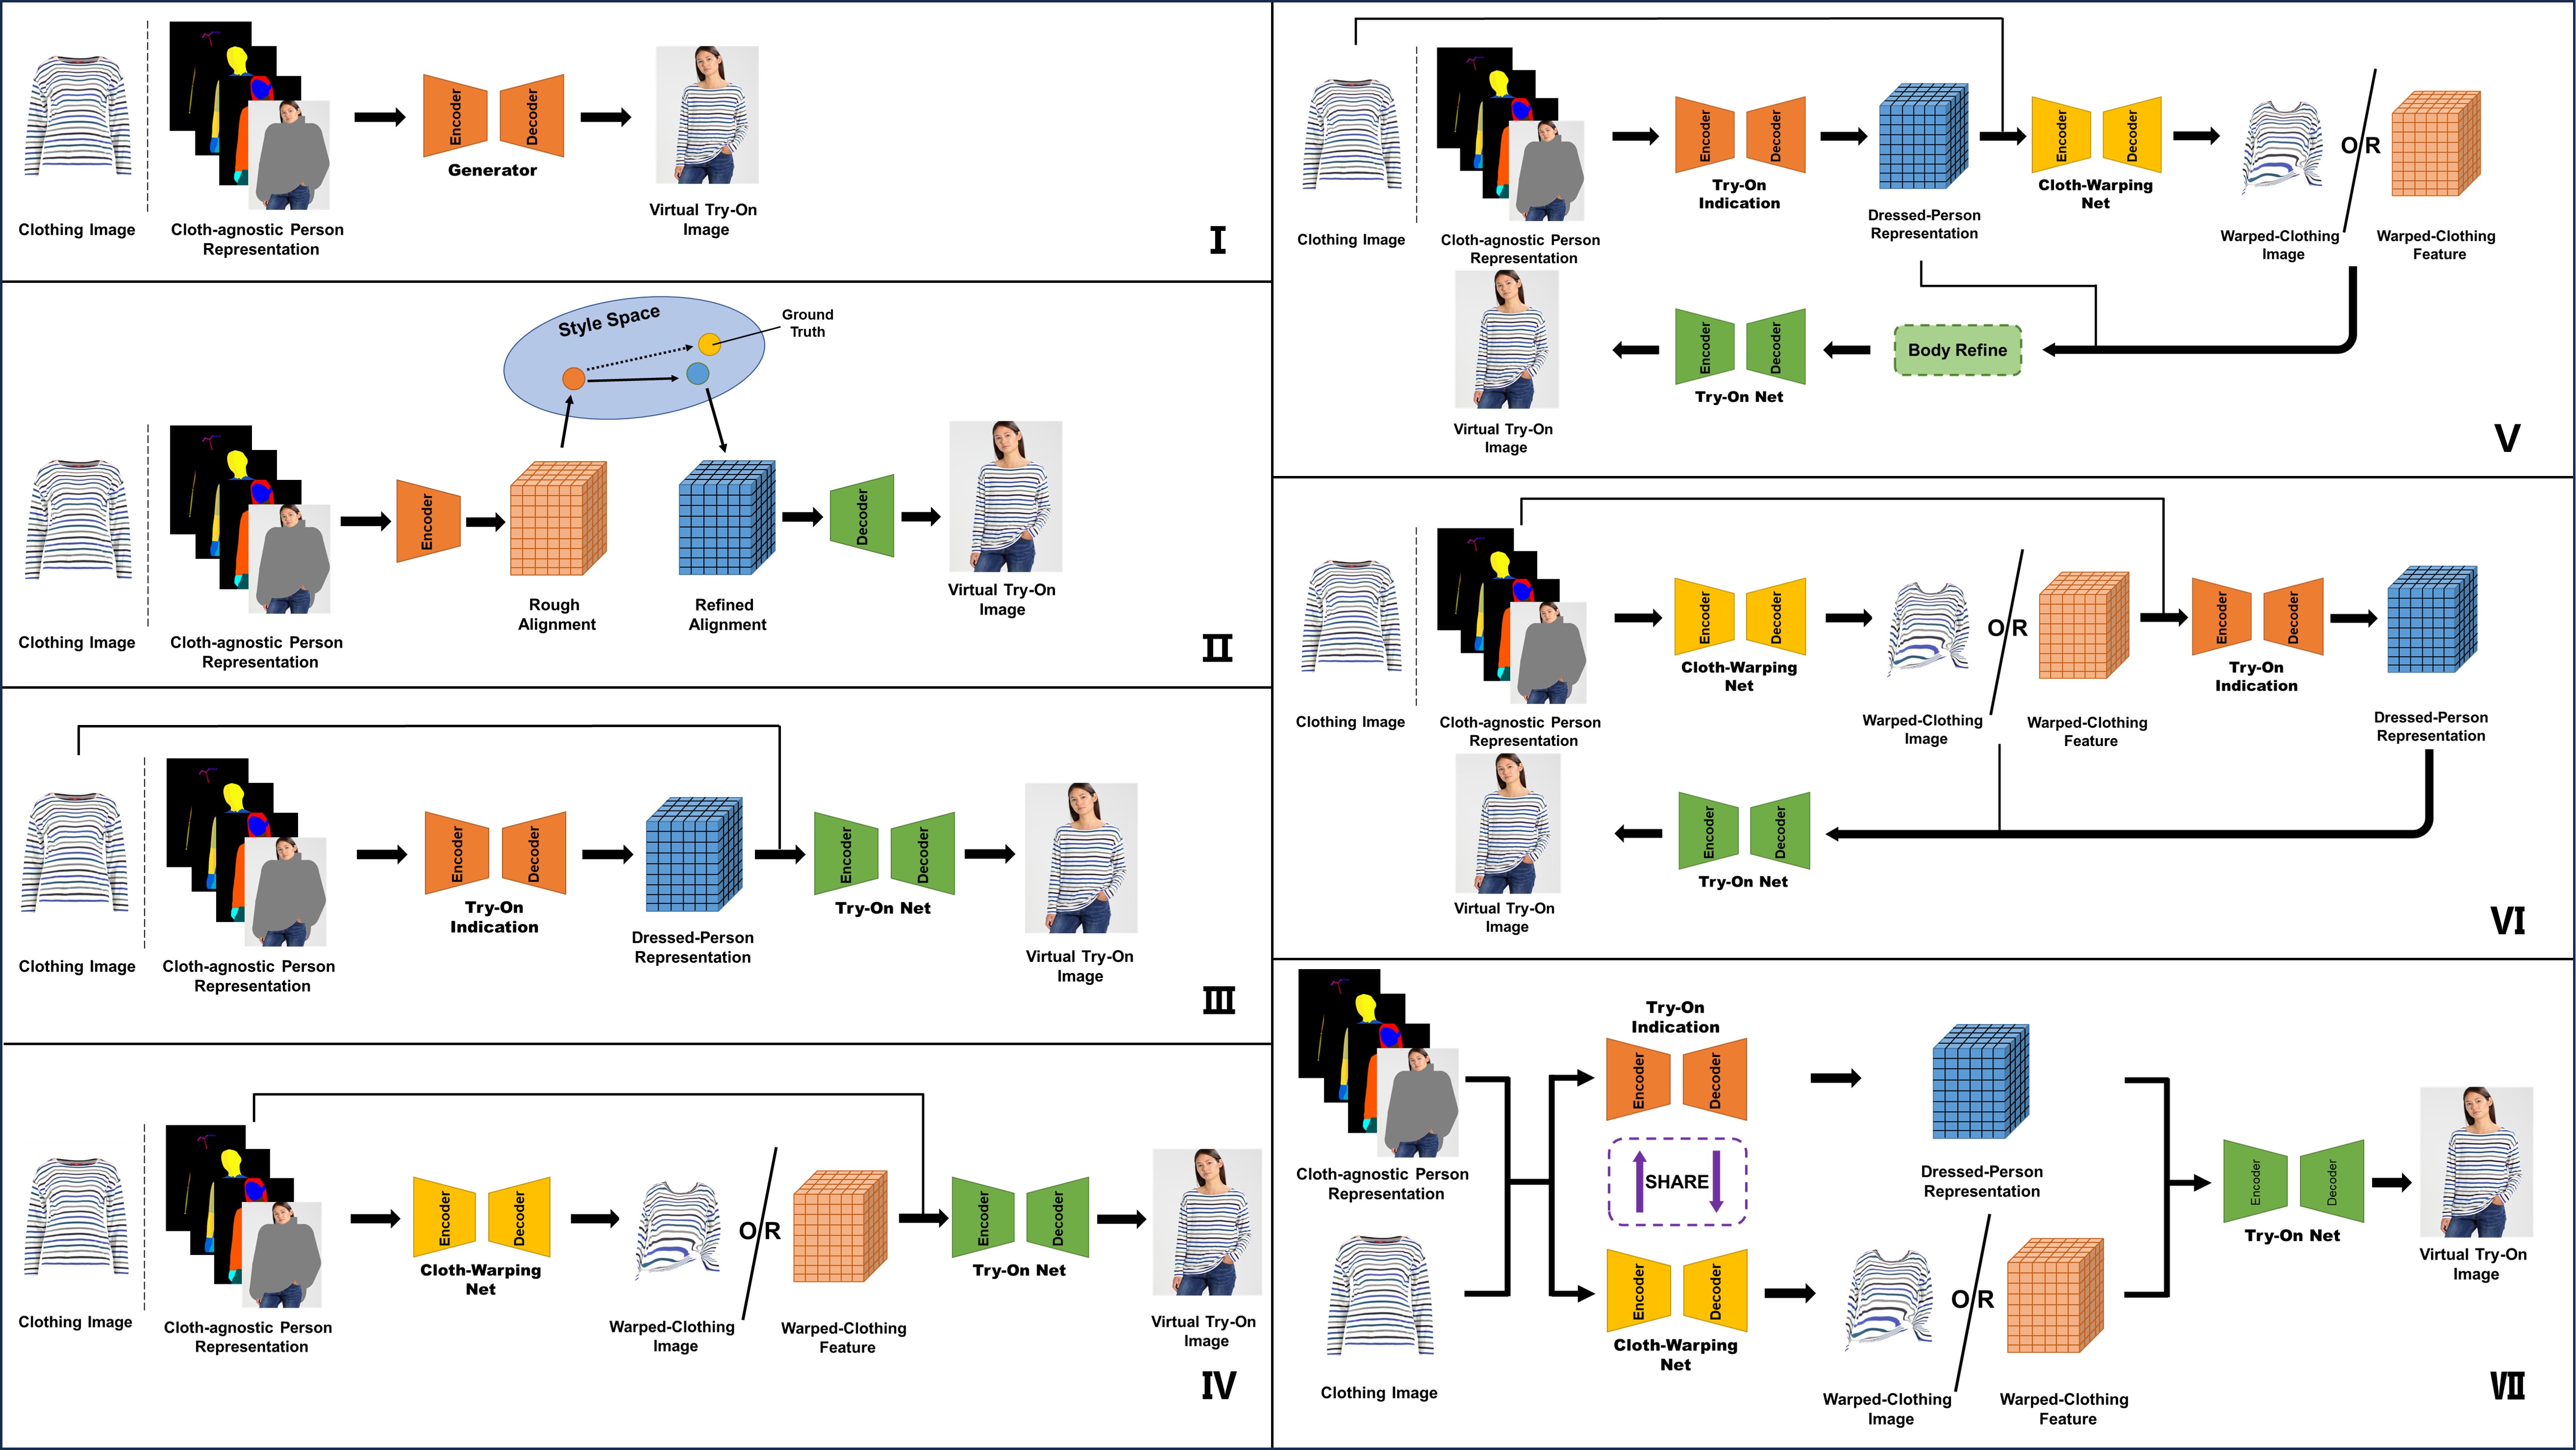 Clothing Image
Cloth-agnostic Person
Representation
Encoder
Decoder
Generator
Virtual Try-On
Image
I
Style Space
Ground
Truth
Clothing Image
Cloth-agnostic Person
Representation
Encoder
Rough
Alignment
Refined
Alignment
Decoder
Virtual Try-On
Image
II
Clothing Image
Cloth-agnostic Person
Representation
Encoder
Decoder
Try-On
Indication
Dressed-Person
Representation
Encoder
Decoder
Try-On Net
Virtual Try-On
Image
III
Clothing Image
Cloth-agnostic Person
Representation
Encoder
Decoder
Cloth-Warping
Net
Warped-Clothing
Image
O/R
Warped-Clothing
Feature
Encoder
Decoder
Try-On Net
Virtual Try-On
Image
IV
Clothing Image
Cloth-agnostic Person
Representation
Encoder
Decoder
Try-On
Indication
Dressed-Person
Representation
Encoder
Decoder
Cloth-Warping
Net
Warped-Clothing
Image
O/R
Warped-Clothing
Feature
Body Refine
Encoder
Decoder
Try-On Net
Virtual Try-On
Image
V
Clothing Image
Cloth-agnostic Person
Representation
Encoder
Decoder
Cloth-Warping
Net
Warped-Clothing
Image
O/R
Warped-Clothing
Feature
Encoder
Decoder
Try-On
Indication
Dressed-Person
Representation
Encoder
Decoder
Try-On Net
Virtual Try-On
Image
VI
Cloth-agnostic Person
Representation
Clothing Image
Try-On
Indication
Encoder
Decoder
SHARE
Encoder
Decoder
Cloth-Warping
Net
Dressed-Person
Representation
Warped-Clothing
Image
O/R
Warped-Clothing
Feature
Encoder
Decoder
Try-On Net
Virtual Try-On
Image
VII